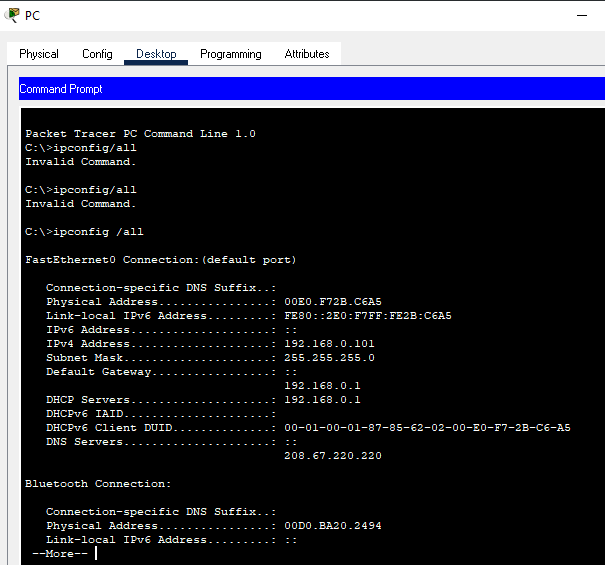 PC
Physical Config Desktop Programming Attributes
Command Prompt
Packet Tracer PC Command Line 1.0
C:\>ipconfig/all
Invalid Command.
C:\>ipconfig/all
Invalid Command.
C:\>ipconfig /all
FastEthernet0 Connection:(default port)
Connection-specific DNS Suffix..:
Physical Address................: 00E0.F72B.C6A5
Link-local IPv6 Address.........: FE80::2E0:F7FF:FE2B:C6A5
IPv6 Address....................: ::
IPv4 Address....................: 192.168.0.101
Subnet Mask.....................: 255.255.255.0
Default Gateway.................: ::
192.168.0.1
DHCP Servers....................: 192.168.0.1
DHCPv6 IAID.....................:
DHCPv6 Client DUID..............: 00-01-00-01-87-85-62-02-00-E0-F7-2B-C6-A5
DNS Servers.....................: ::
208.67.220.220
Bluetooth Connection:
Connection-specific DNS Suffix..:
Physical Address................: 00D0.BA20.2494
Link-local IPv6 Address.........: ::
--More--